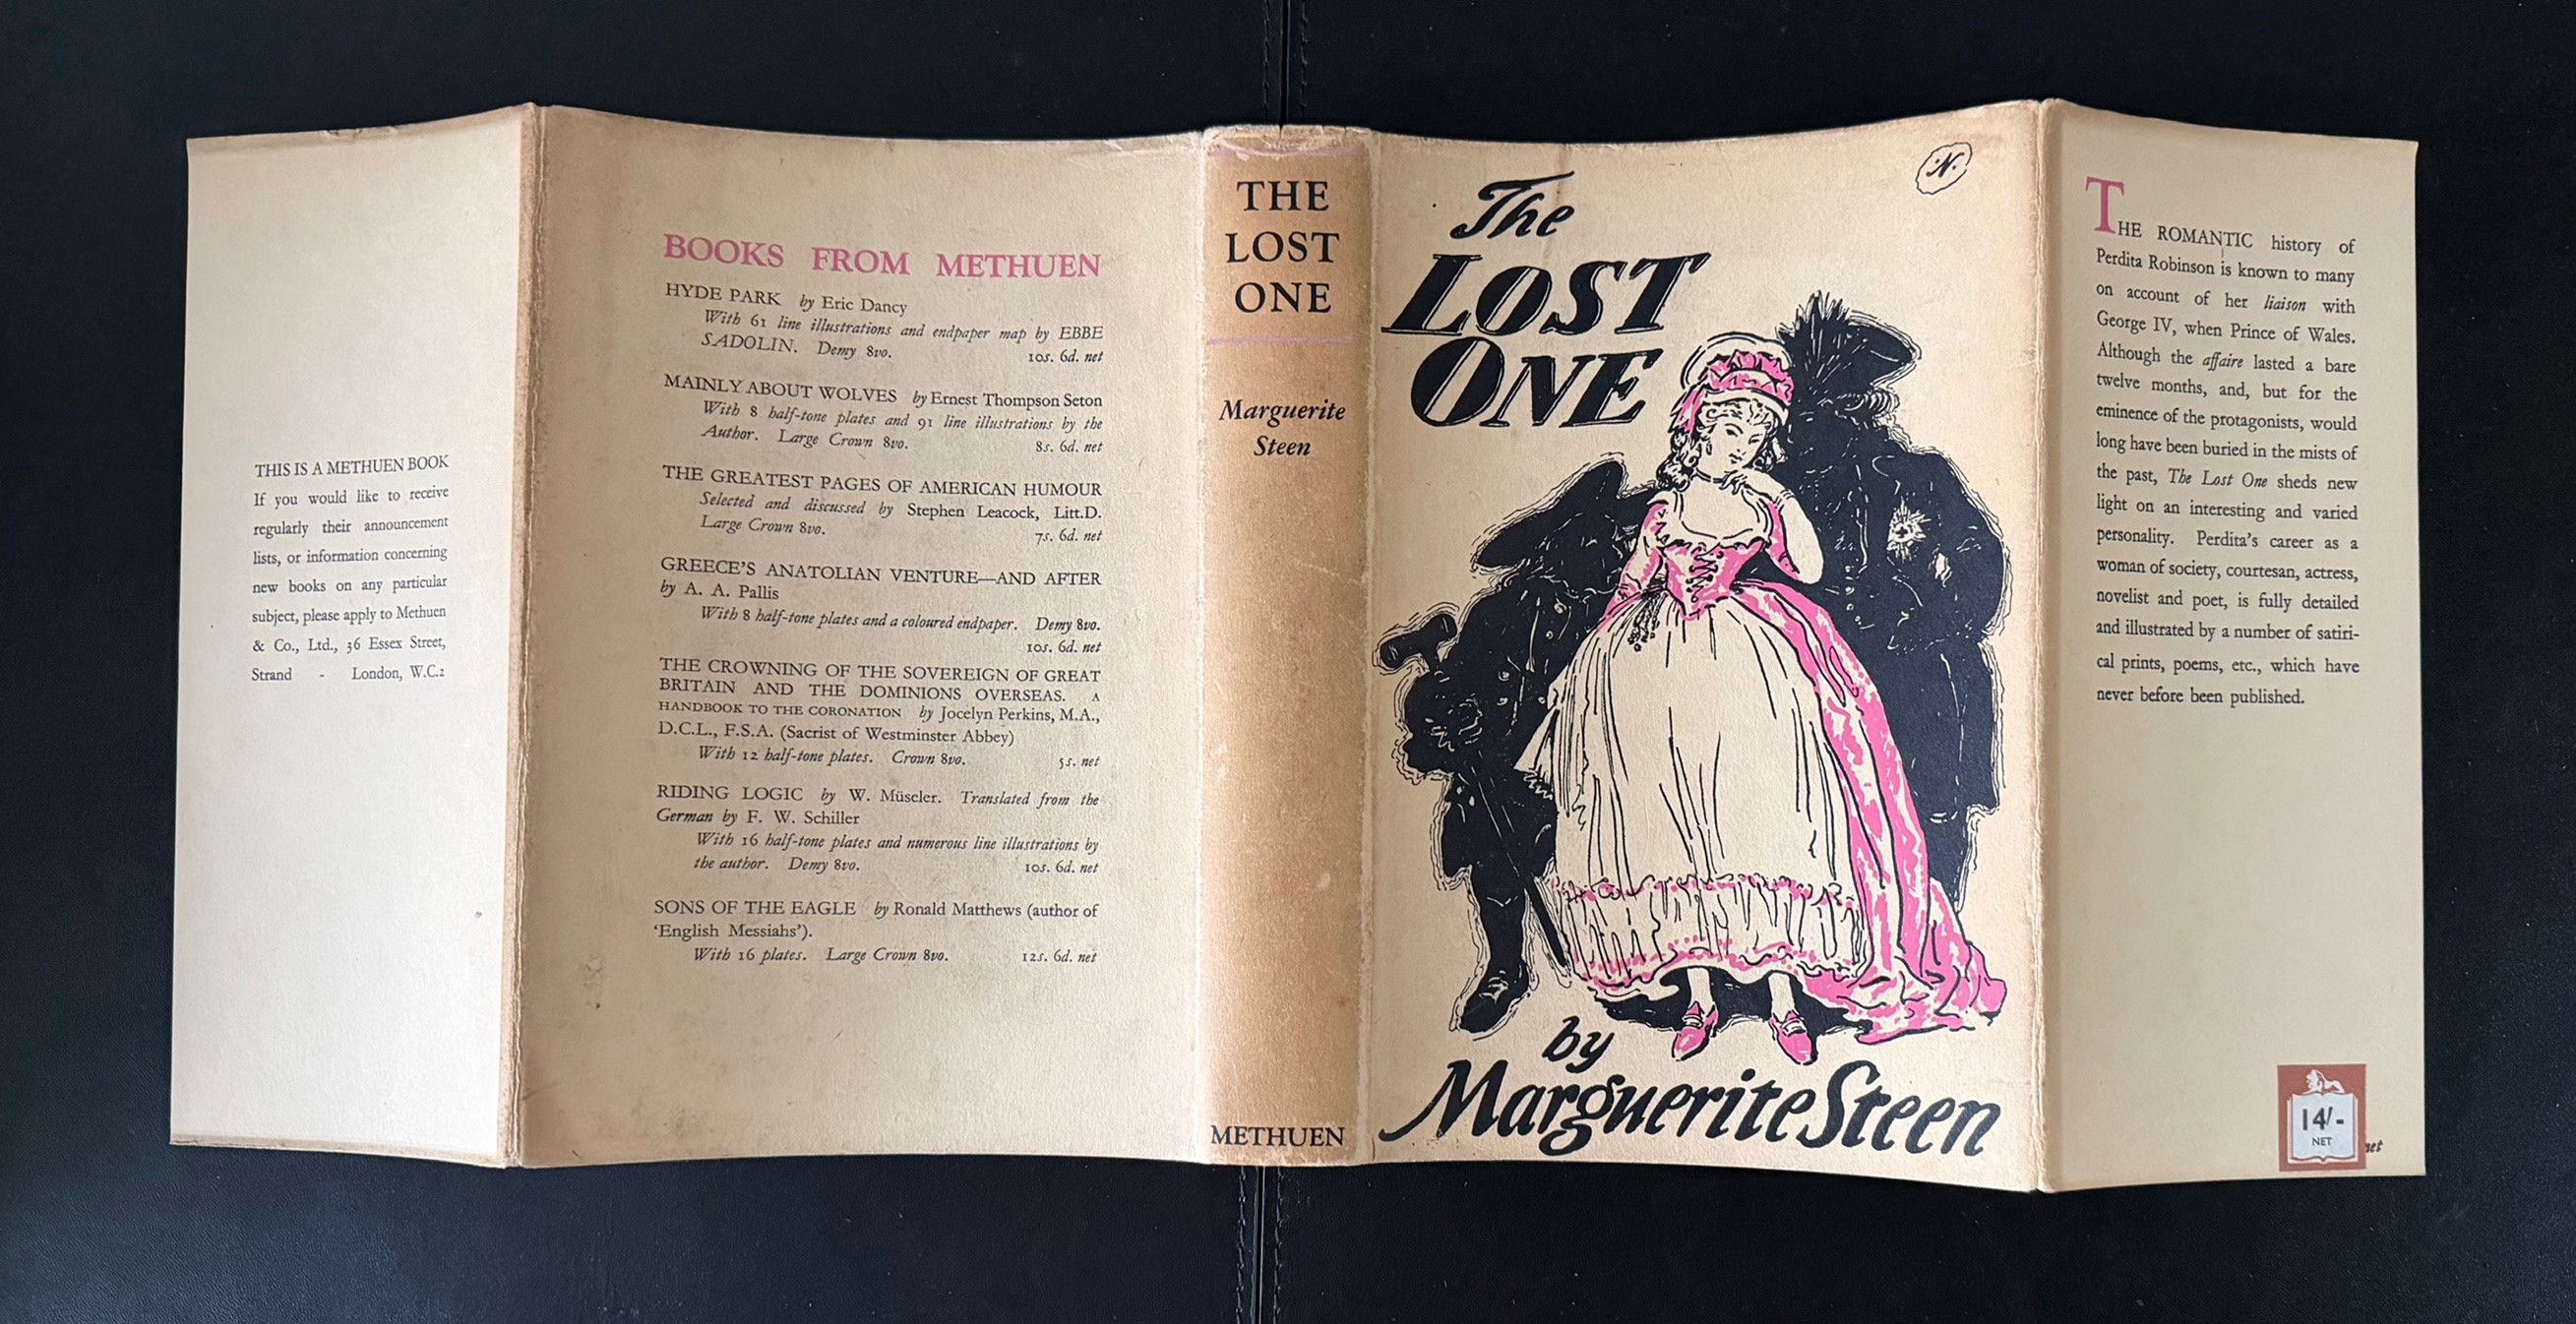 THIS IS A METHUEN BOOK
If you would like to receive
regularly their announcement
lists, or information concerning
new books on any particular
subject, please apply to Methuen
& Co., Ltd., 36 Essex Street,
Strand - London, W.C.2
BOOKS FROM METHUEN
HYDE PARK by Eric Dancy
With 61 line illustrations and endpaper map by EBBE
SADOLIN. Demy 8vo. 10s. 6d. net
MAINLY ABOUT WOLVES by Ernest Thompson Seton
With 8 half-tone plates and 91 line illustrations by the
Author. Large Crown 8vo. 8s. 6d. net
THE GREATEST PAGES OF AMERICAN HUMOUR
Selected and discussed by Stephen Leacock, Litt.D.
Large Crown 8vo. 7s. 6d. net
GREECE'S ANATOLIAN VENTURE—AND AFTER
by A. A. Pallis
With 8 half-tone plates and a coloured endpaper. Demy 8vo.
10s. 6d. net
THE CROWNING OF THE SOVEREIGN OF GREAT
BRITAIN AND THE DOMINIONS OVERSEAS. A
HANDBOOK TO THE CORONATION by Jocelyn Perkins, M.A.,
D.C.L., F.S.A. (Sacrist of Westminster Abbey)
With 12 half-tone plates. Crown 8vo. 5s. net
RIDING LOGIC by W. Müseler. Translated from the
German by F. W. Schiller
With 16 half-tone plates and numerous line illustrations by
the author. Demy 8vo. 10s. 6d. net
SONS OF THE EAGLE by Ronald Matthews (author of
'English Messiahs').
With 16 plates. Large Crown 8vo. 12s. 6d. net
THE
LOST
ONE
Marguerite
Steen
METHUEN
N
The
LOST
ONE
by
Marguerite Steen
THE ROMANTIC history of
Perdita Robinson is known to many
on account of her liaison with
George IV, when Prince of Wales.
Although the affaire lasted a bare
twelve months, and, but for the
eminence of the protagonists, would
long have been buried in the mists of
the past, The Lost One sheds new
light on an interesting and varied
personality. Perdita's career as a
woman of society, courtesan, actress,
novelist and poet, is fully detailed
and illustrated by a number of satiri-
cal prints, poems, etc., which have
never before been published.
14/-
NET
net